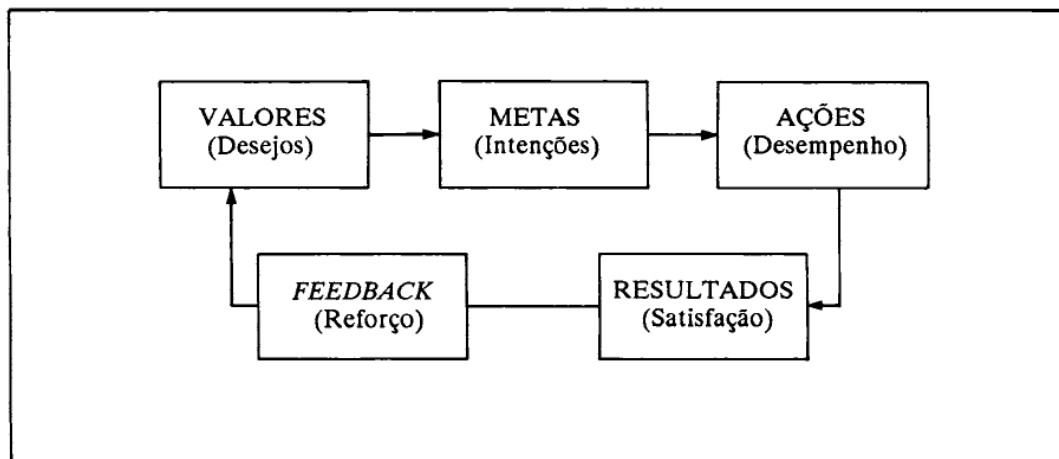 VALORES
(Desejos)
METAS
(Intenções)
AÇÕES
(Desempenho)
FEEDBACK
(Reforço)
RESULTADOS
(Satisfação)